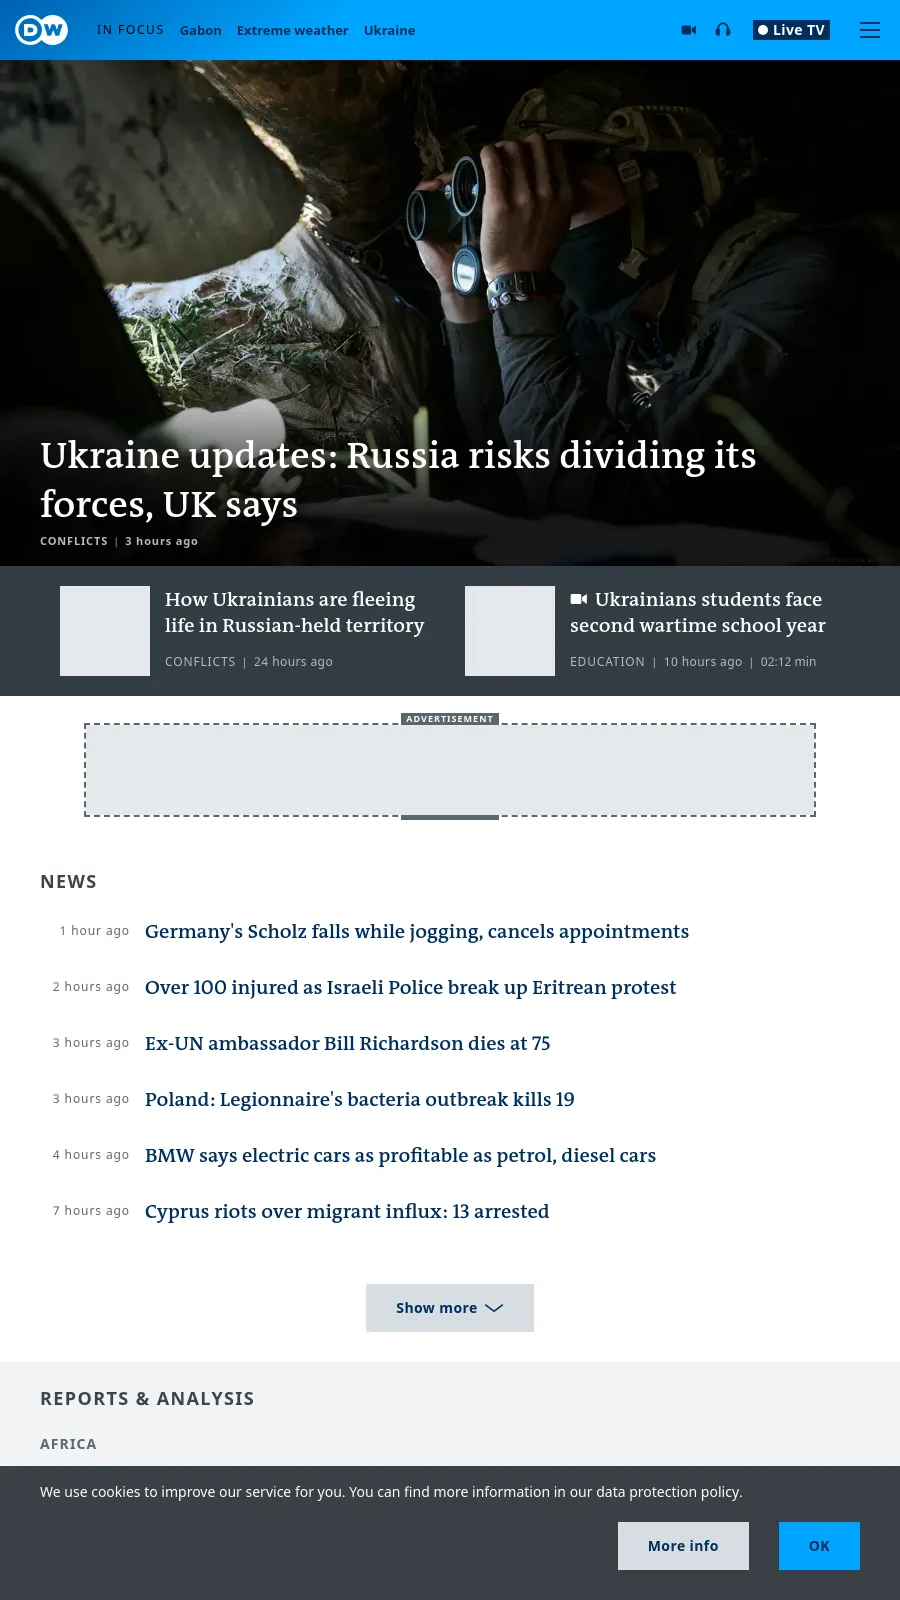 DW IN FOCUS Gabon Extreme weather Ukraine Live TV
Ukraine updates: Russia risks dividing its
forces, UK says
CONFLICTS | 3 hours ago
How Ukrainians are fleeing
life in Russian-held territory
CONFLICTS | 24 hours ago
Ukrainians students face
second wartime school year
EDUCATION | 10 hours ago | 02:12 min
ADVERTISEMENT
NEWS
1 hour ago Germany's Scholz falls while jogging, cancels appointments
2 hours ago Over 100 injured as Israeli Police break up Eritrean protest
3 hours ago Ex-UN ambassador Bill Richardson dies at 75
3 hours ago Poland: Legionnaire's bacteria outbreak kills 19
4 hours ago BMW says electric cars as profitable as petrol, diesel cars
7 hours ago Cyprus riots over migrant influx: 13 arrested
Show more
REPORTS & ANALYSIS
AFRICA
We use cookies to improve our service for you. You can find more information in our data protection policy.
More info OK